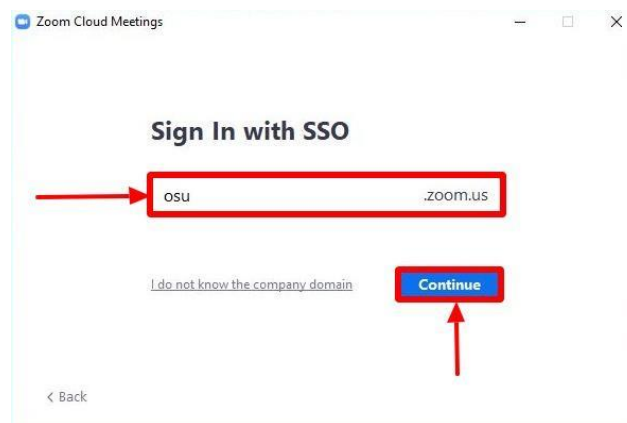 Zoom Cloud Meetings
Sign In with SSO
osu .zoom.us
I do not know the company domain Continue
< Back